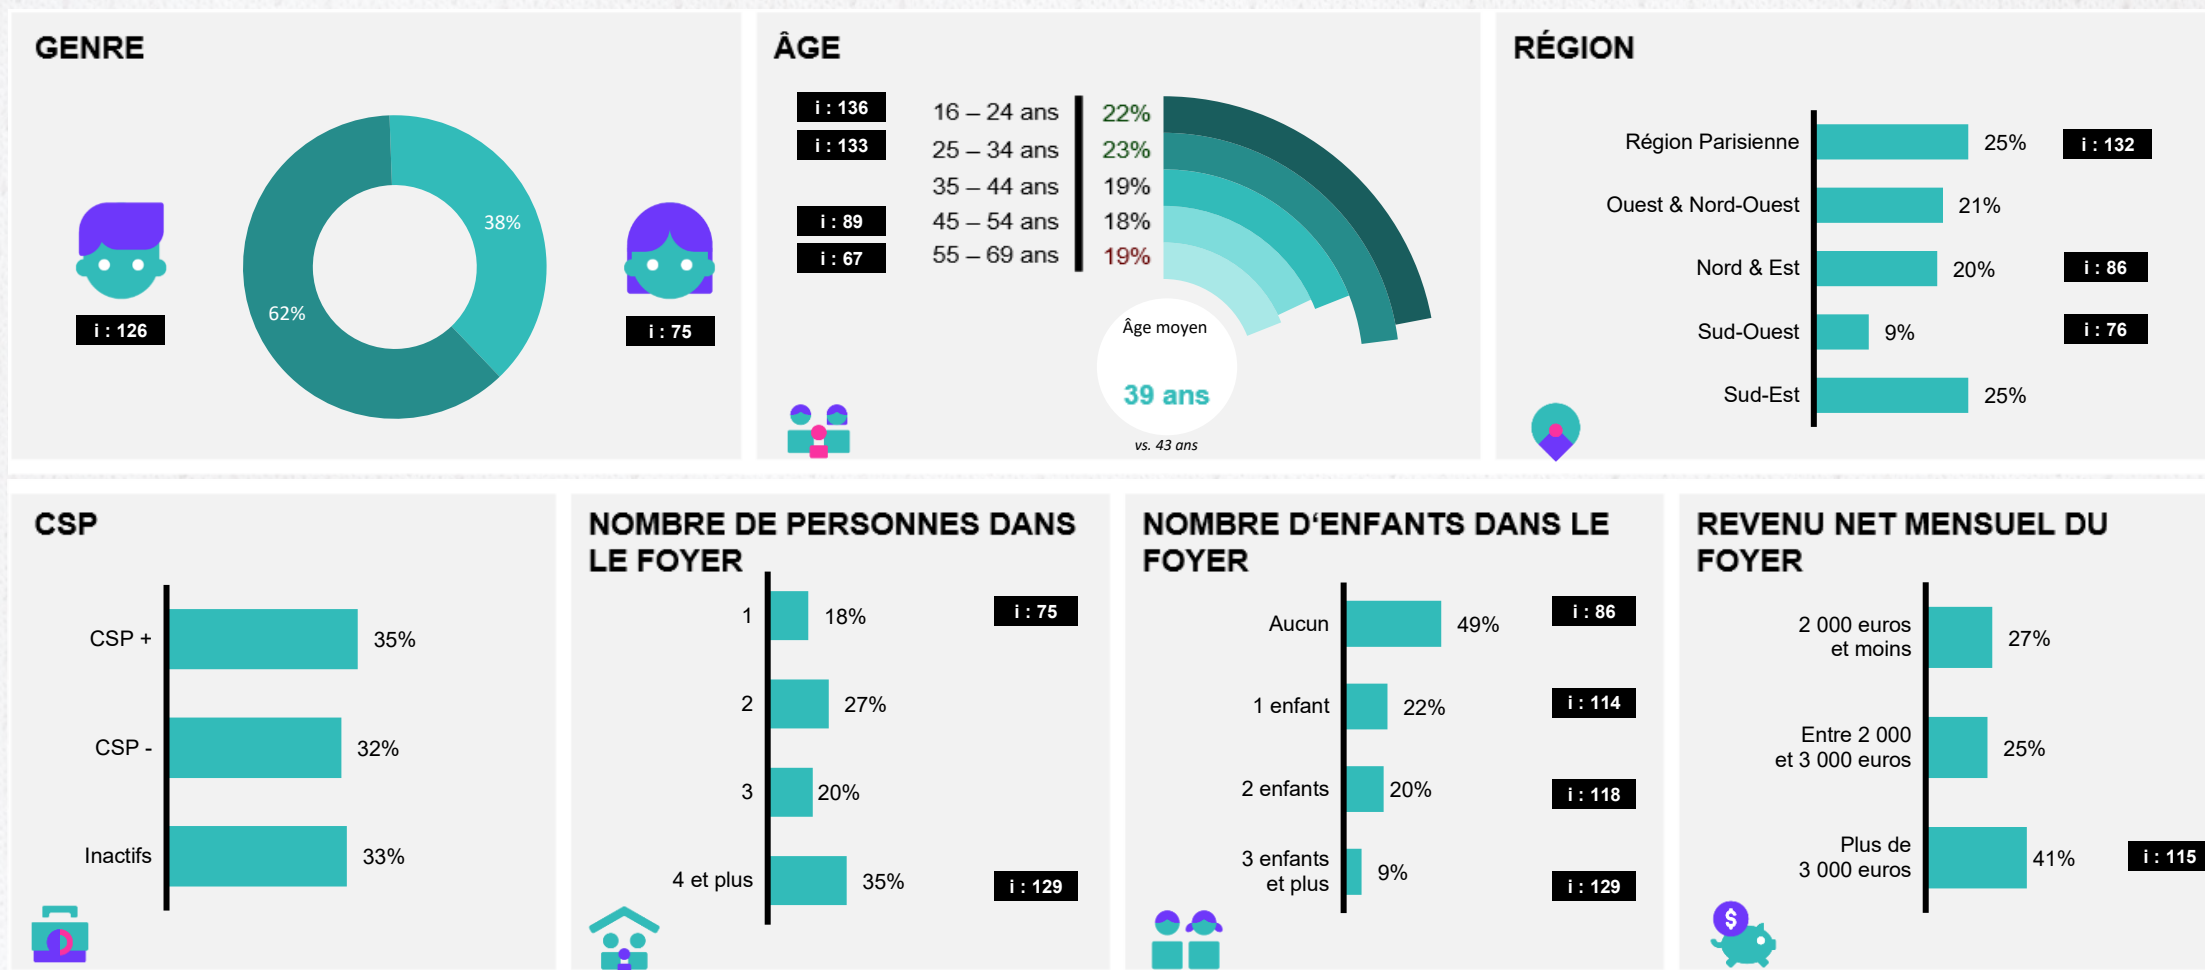 GENRE
38%
62%
i : 126
i : 75
ÂGE
i : 136 16 – 24 ans 22%
i : 133 25 – 34 ans 23%
35 – 44 ans 19%
i : 89 45 – 54 ans 18%
i : 67 55 – 69 ans 19%
Âge moyen
39 ans
vs. 43 ans
RÉGION
Région Parisienne 25% i : 132
Ouest & Nord-Ouest 21%
Nord & Est 20% i : 86
Sud-Ouest 9% i : 76
Sud-Est 25%
CSP
CSP + 35%
CSP - 32%
Inactifs 33%
NOMBRE DE PERSONNES DANS
LE FOYER
1 18% i : 75
2 27%
3 20%
4 et plus 35% i : 129
NOMBRE D‘ENFANTS DANS LE
FOYER
Aucun 49% i : 86
1 enfant 22% i : 114
2 enfants 20% i : 118
3 enfants
et plus 9% i : 129
REVENU NET MENSUEL DU
FOYER
2 000 euros
et moins 27%
Entre 2 000
et 3 000 euros 25%
Plus de
3 000 euros 41% i : 115
$